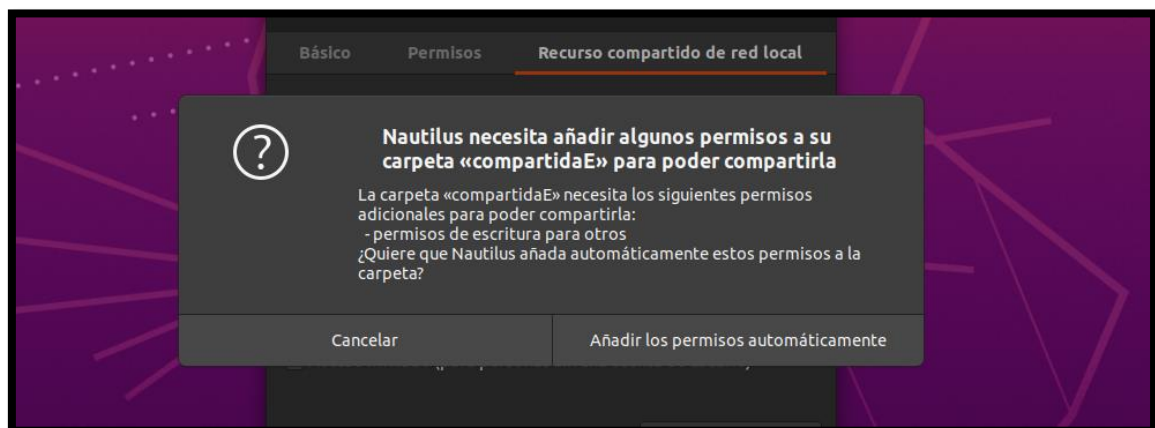 Básico Permisos Recurso compartido de red local
Nautilus necesita añadir algunos permisos a su
carpeta «compartidaE» para poder compartirla
La carpeta «compartidaE» necesita los siguientes permisos
adicionales para poder compartirla:
- permisos de escritura para otros
¿Quiere que Nautilus añada automáticamente estos permisos a la
carpeta?
Cancelar Añadir los permisos automáticamente